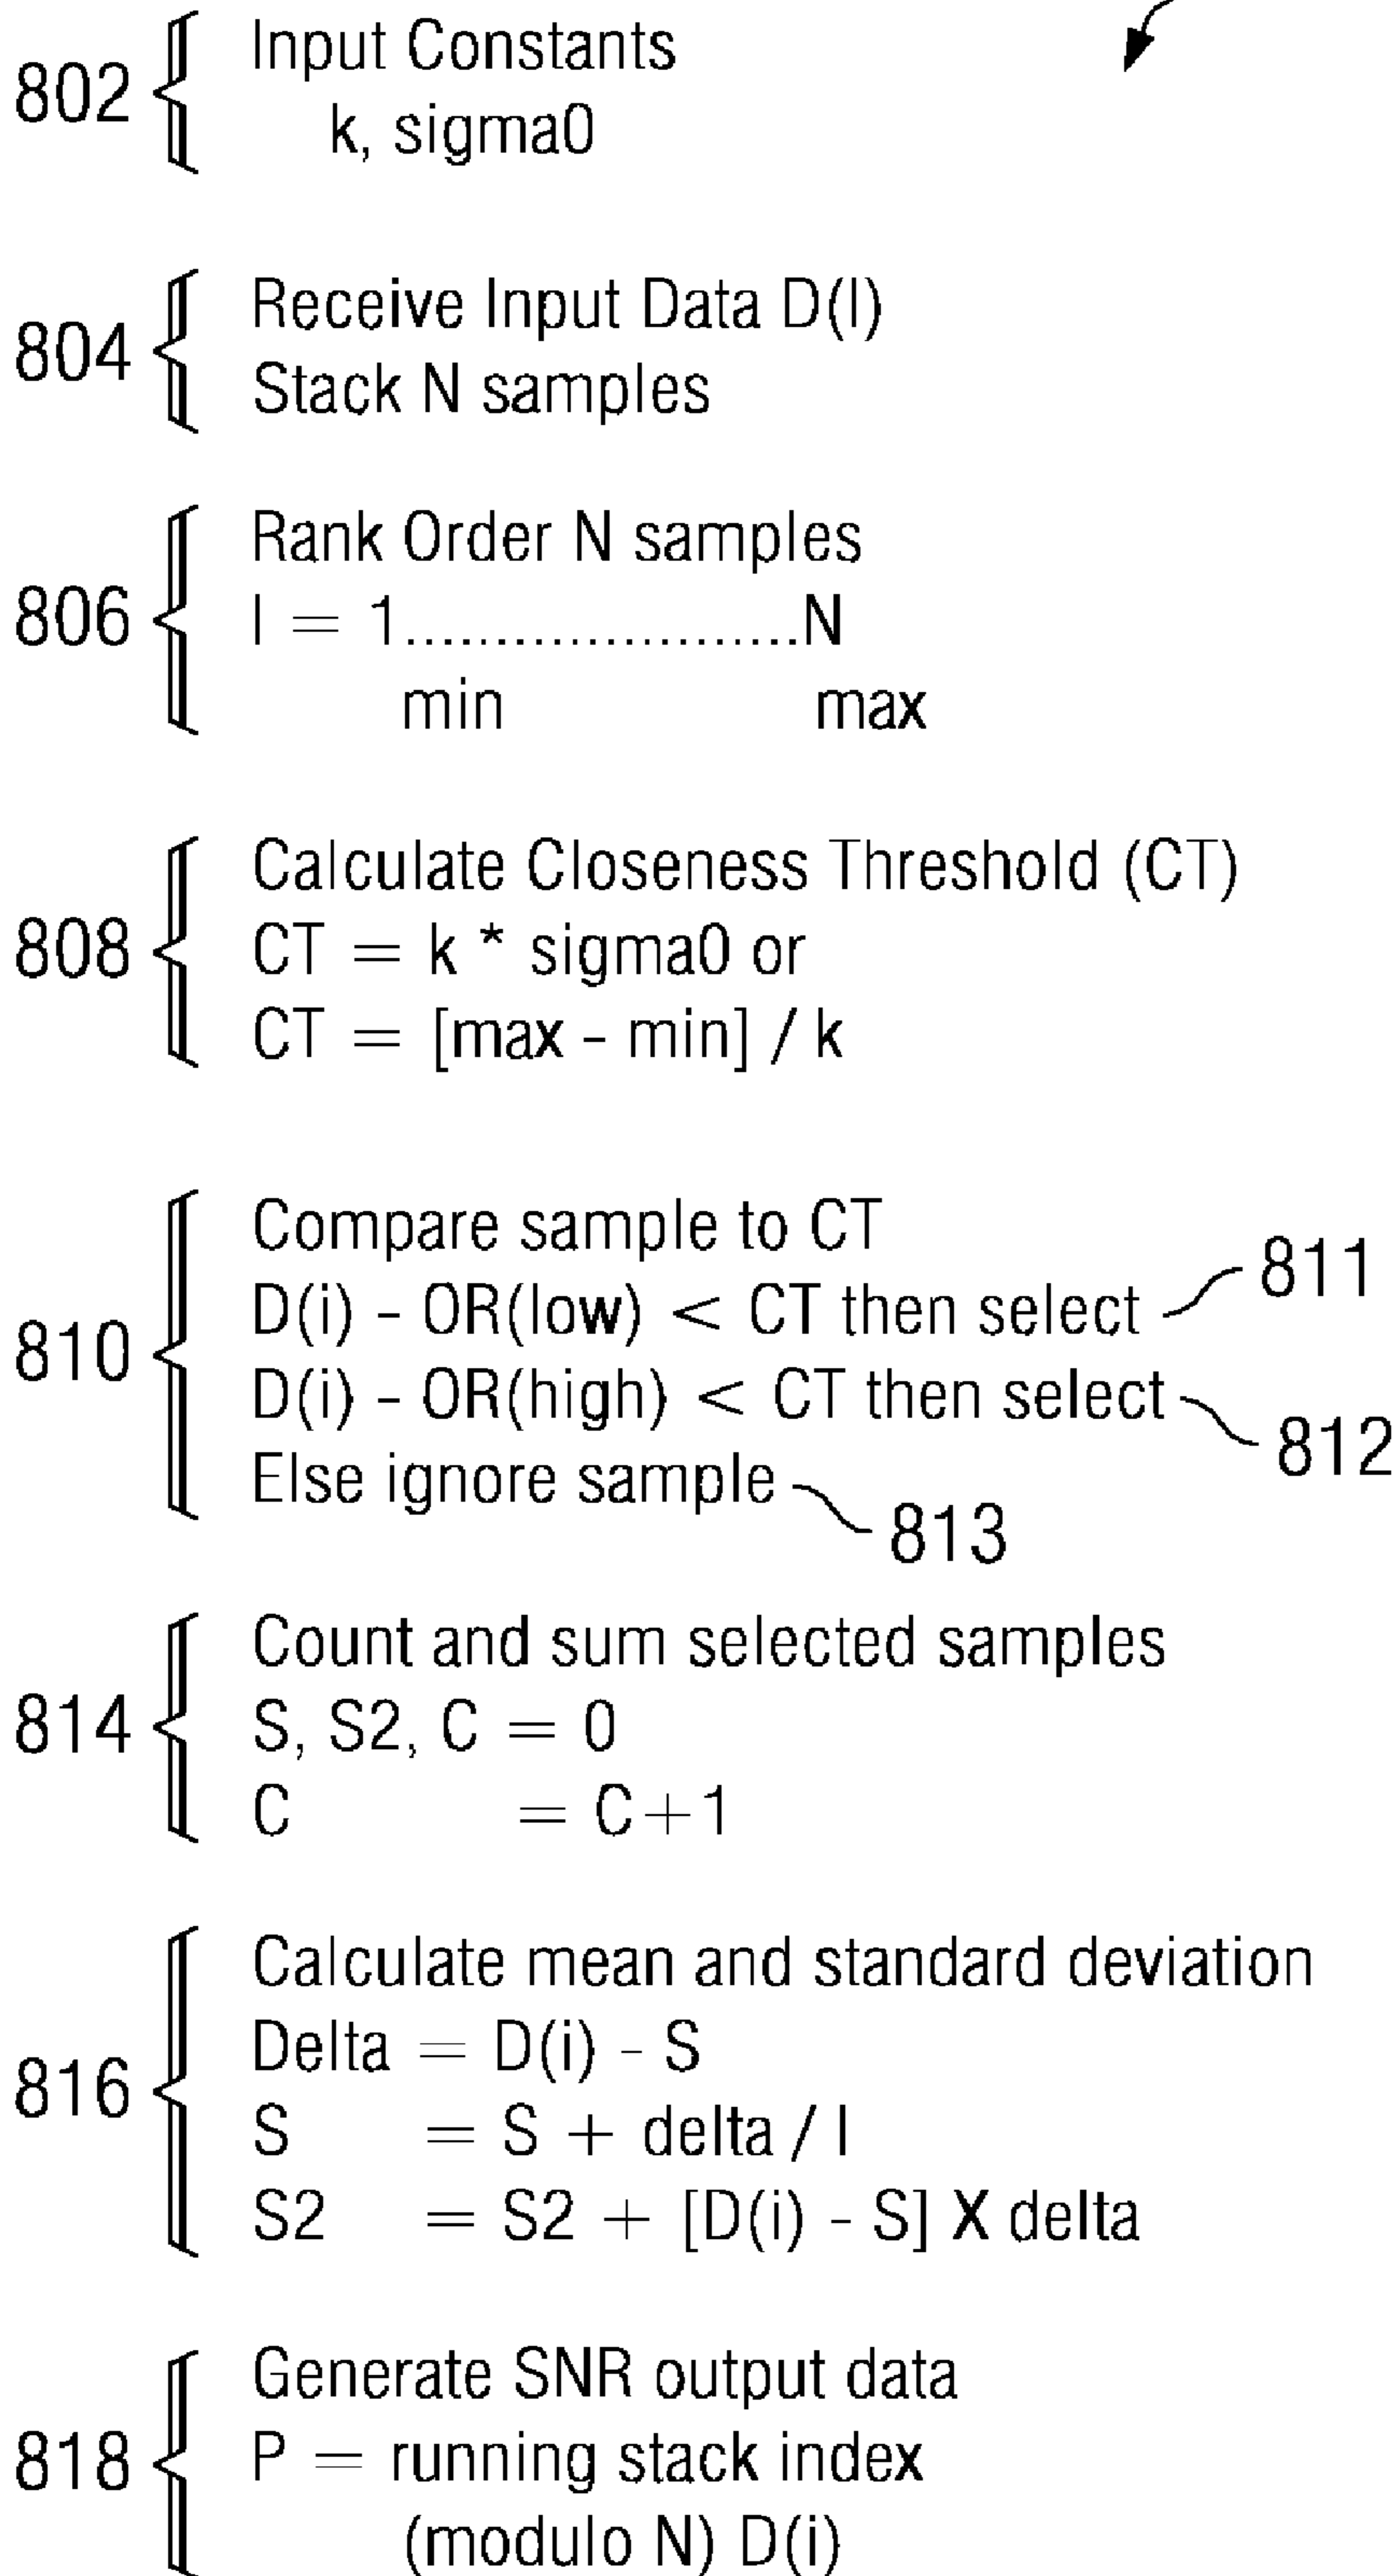 802
Input Constants
k, sigma0
804
Receive Input Data D(I)
Stack N samples
806
Rank Order N samples
I = 1......................N
min max
808
Calculate Closeness Threshold (CT)
CT = k * sigma0 or
CT = [max - min] / k
810
Compare sample to CT
D(i) - OR(low) < CT then select 811
D(i) - OR(high) < CT then select 812
Else ignore sample 813
814
Count and sum selected samples
S, S2, C = 0
C = C+1
816
Calculate mean and standard deviation
Delta = D(i) - S
S = S + delta / I
S2 = S2 + [D(i) - S] X delta
818
Generate SNR output data
P = running stack index
(modulo N) D(i)